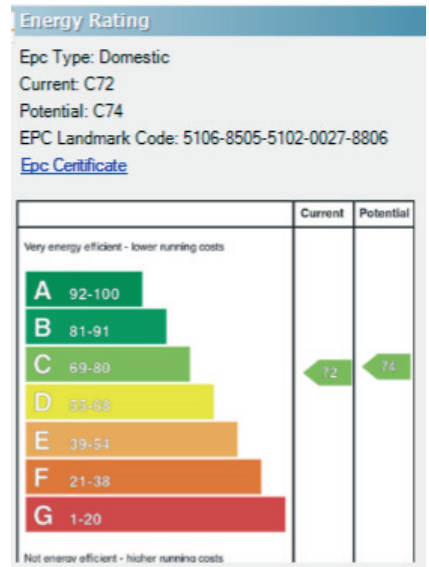 Energy Rating
Epc Type: Domestic
Current: C72
Potential: C74
EPC Landmark Code: 5106-8505-5102-0027-8806
Epc Ceritificate
Current Potential
Very energy efficient - lower running costs
A 92-100
B 81-91
C 69-80
72 74
D 55-68
E 39-54
F 21-38
G 1-20
Not energy efficient - higher running costs